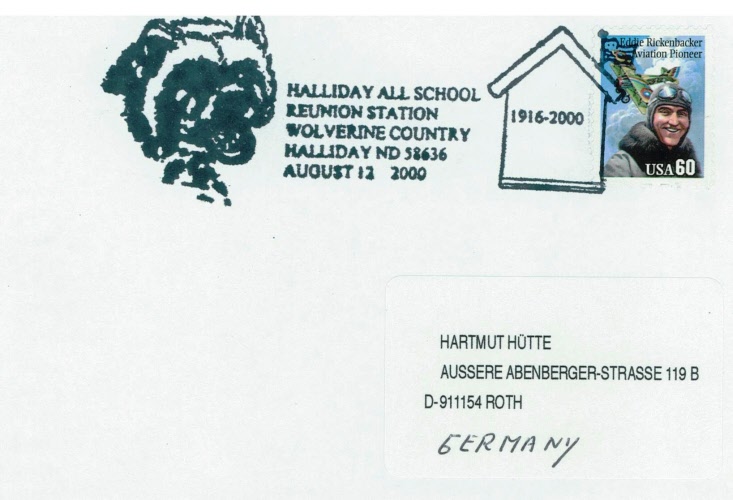 HALLIDAY ALL SCHOOL
REUNION STATION
WOLVERINE COUNTRY
HALLIDAY ND 58636
AUGUST 12 2000
1916-2000
Eddie Rickenbacker
Aviation Pioneer
USA 60
HARTMUT HÜTTE
AUSSERE ABENBERGER-STRASSE 119 B
D-911154 ROTH
GERMANY